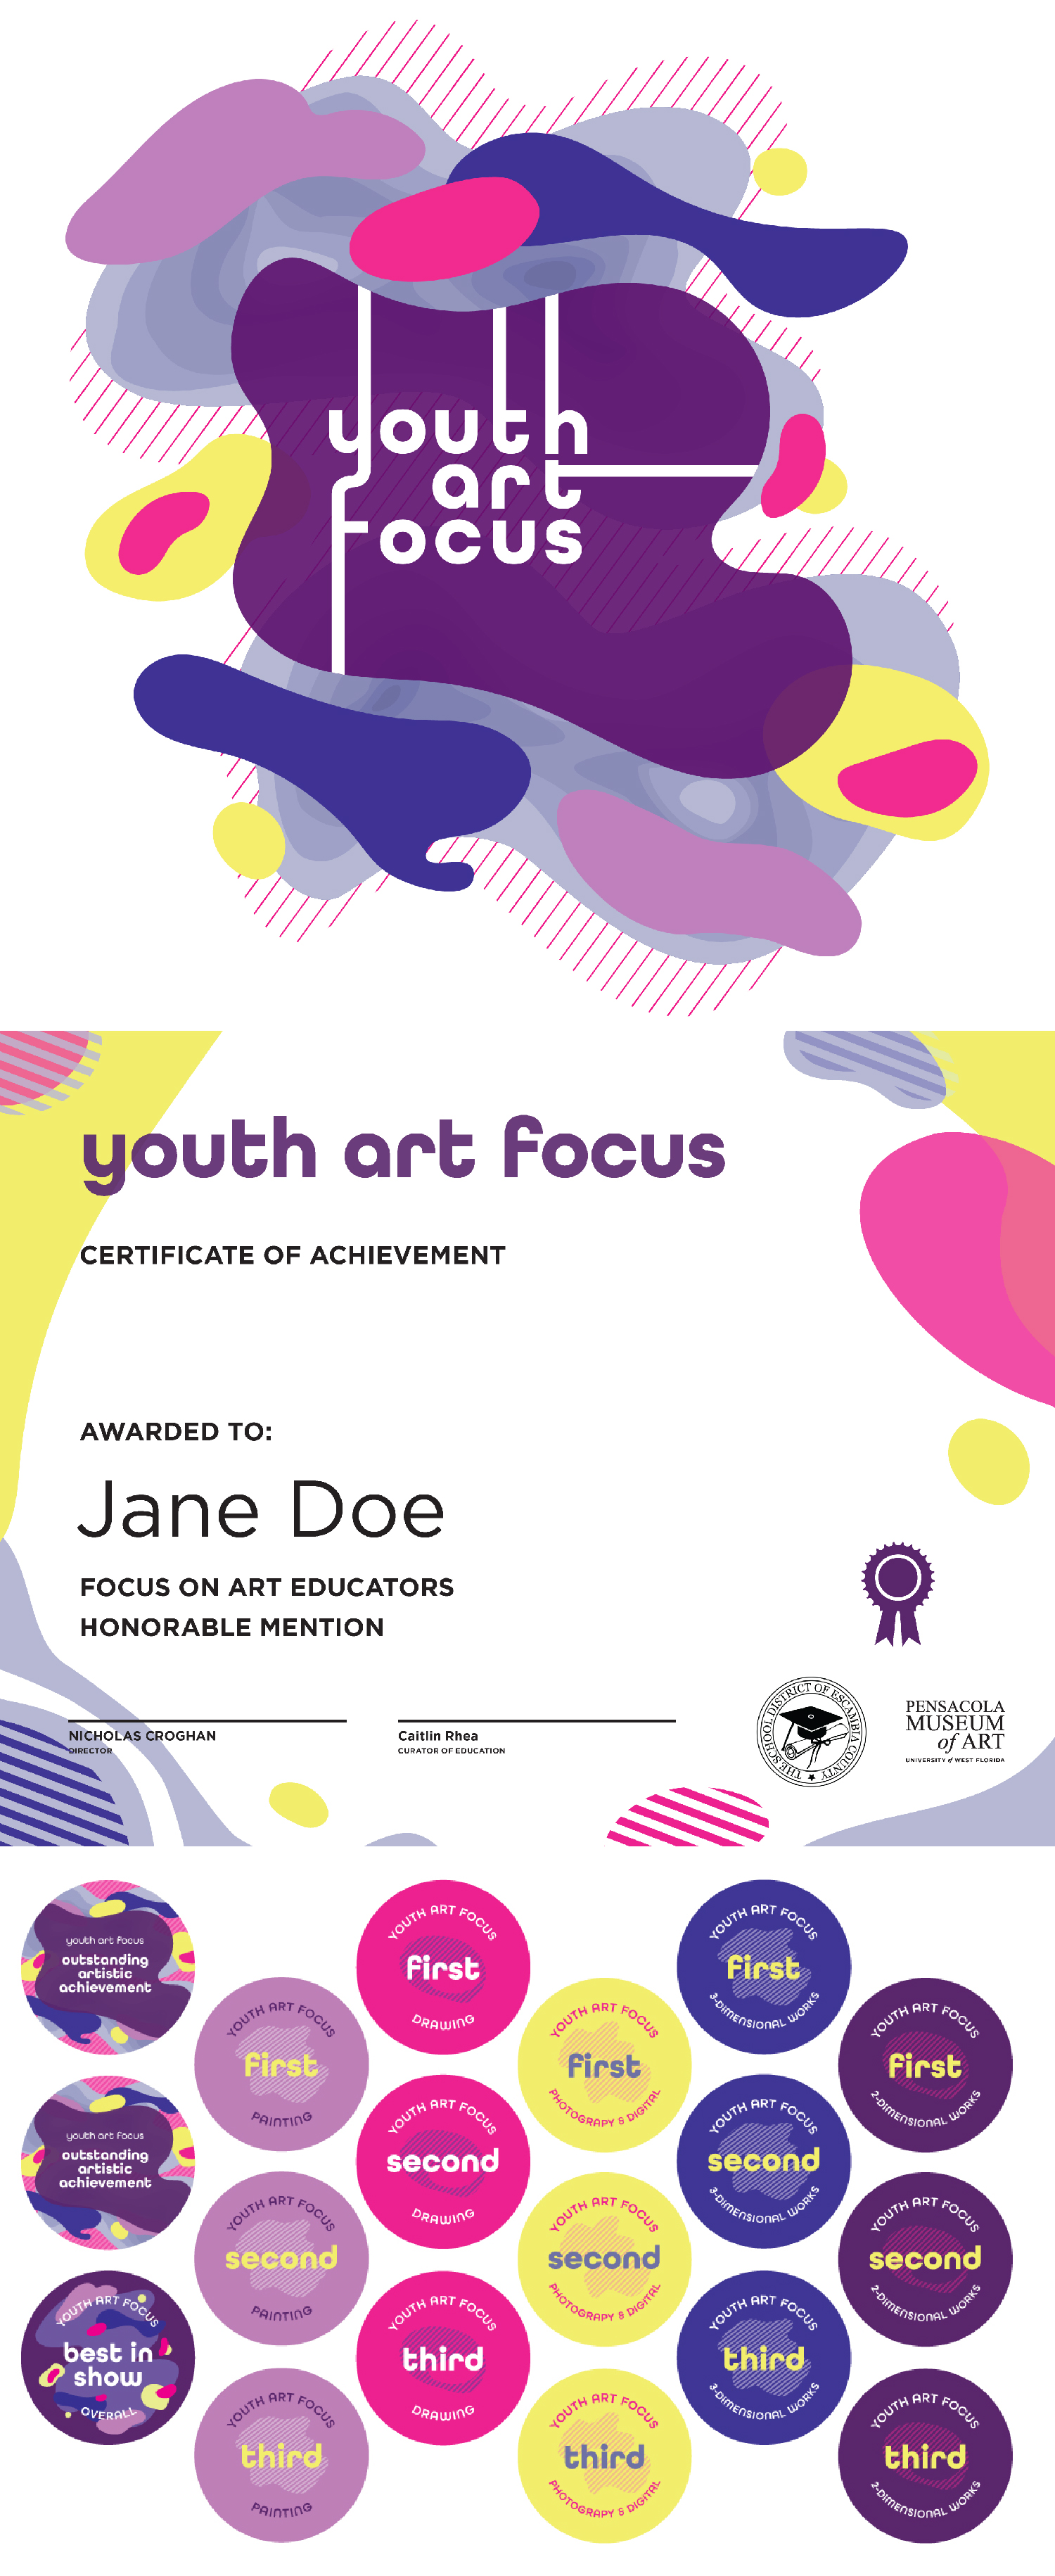 youth
art
focus
youth art focus
CERTIFICATE OF ACHIEVEMENT
AWARDED TO:
Jane Doe
FOCUS ON ART EDUCATORS
HONORABLE MENTION
NICHOLAS CROGHAN
DIRECTOR
Caitlin Rhea
CURATOR OF EDUCATION
THE SCHOOL DISTRICT OF ESCAMBIA COUNTY
PENSACOLA
MUSEUM
of ART
UNIVERSITY of WEST FLORIDA
youth art focus
outstanding
artistic
achievement
youth art focus
outstanding
artistic
achievement
YOUTH ART FOCUS
best in
show
OVERALL
YOUTH ART FOCUS
first
PAINTING
YOUTH ART FOCUS
second
PAINTING
YOUTH ART FOCUS
third
PAINTING
YOUTH ART FOCUS
first
DRAWING
YOUTH ART FOCUS
second
DRAWING
YOUTH ART FOCUS
third
DRAWING
YOUTH ART FOCUS
first
PHOTOGRAPY & DIGITAL
YOUTH ART FOCUS
second
PHOTOGRAPY & DIGITAL
YOUTH ART FOCUS
third
PHOTOGRAPY & DIGITAL
YOUTH ART FOCUS
first
3-DIMENSIONAL WORKS
YOUTH ART FOCUS
second
3-DIMENSIONAL WORKS
YOUTH ART FOCUS
third
3-DIMENSIONAL WORKS
YOUTH ART FOCUS
first
2-DIMENSIONAL WORKS
YOUTH ART FOCUS
second
2-DIMENSIONAL WORKS
YOUTH ART FOCUS
third
2-DIMENSIONAL WORKS